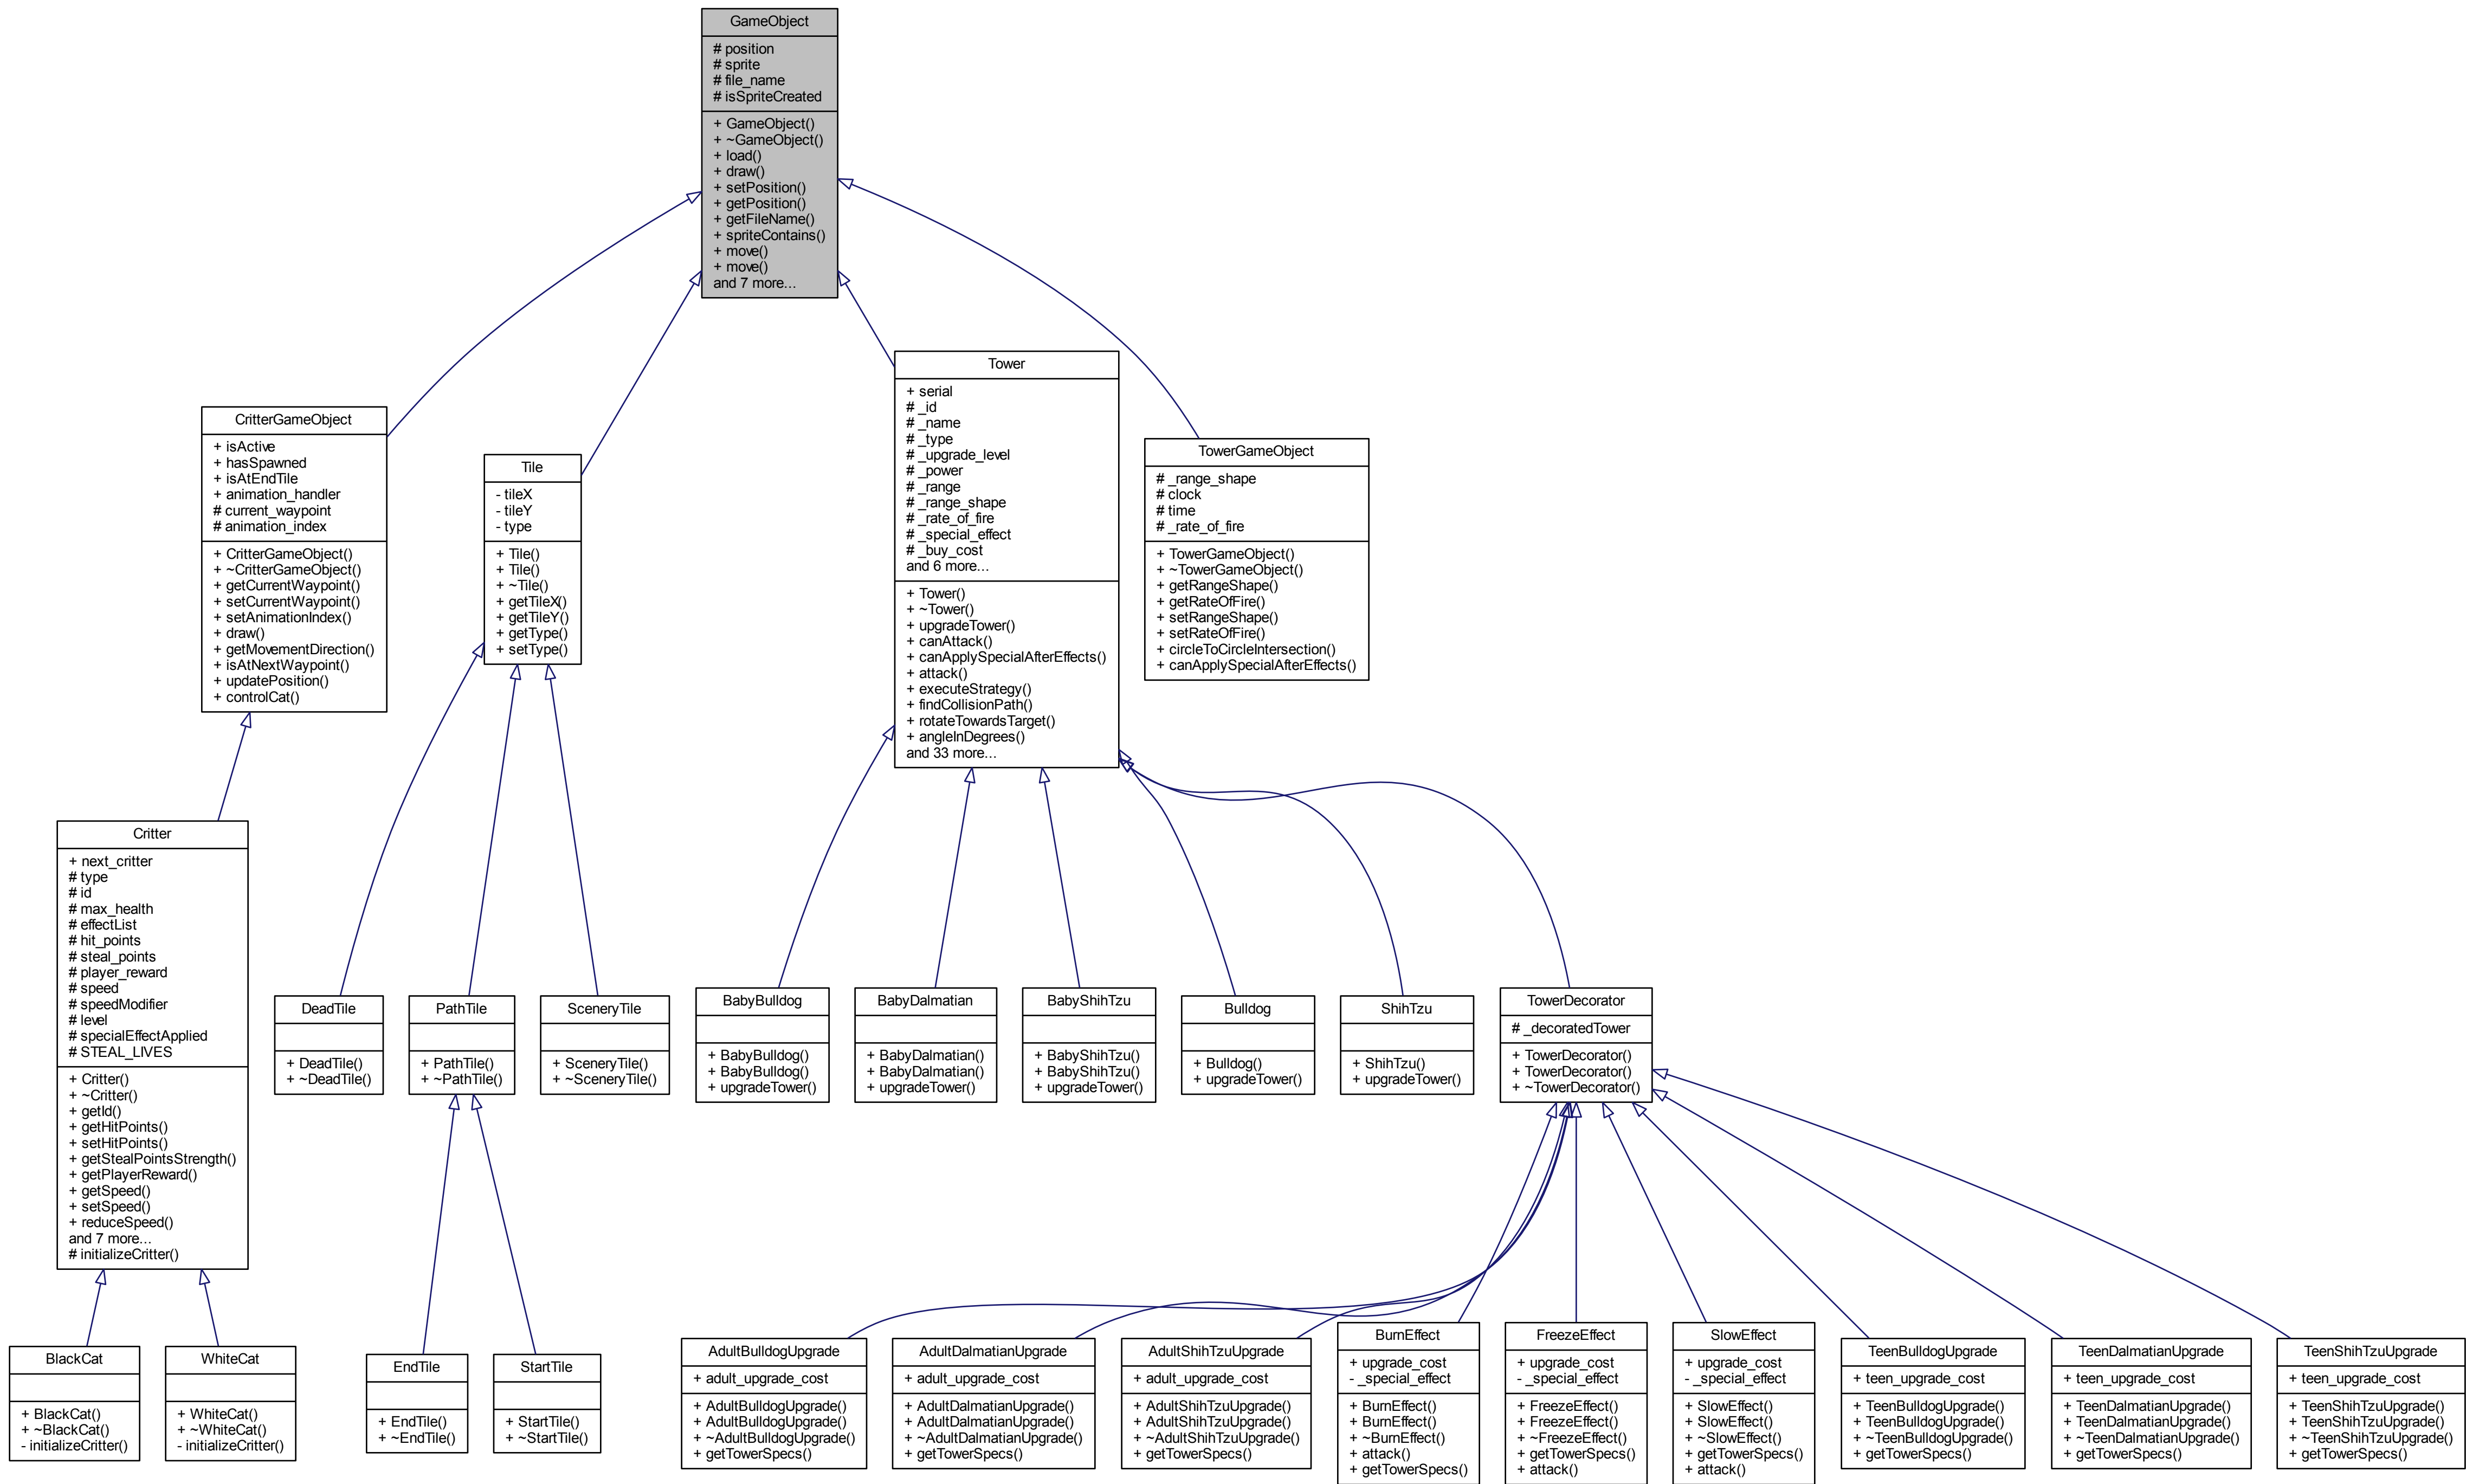 GameObject
# position
# sprite
# file_name
# isSpriteCreated
+ GameObject()
+ ~GameObject()
+ load()
+ draw()
+ setPosition()
+ getPosition()
+ getFileName()
+ spriteContains()
+ move()
+ move()
and 7 more...
CritterGameObject
+ isActive
+ hasSpawned
+ isAtEndTile
+ animation_handler
# current_waypoint
# animation_index
+ CritterGameObject()
+ ~CritterGameObject()
+ getCurrentWaypoint()
+ setCurrentWaypoint()
+ setAnimationIndex()
+ draw()
+ getMovementDirection()
+ isAtNextWaypoint()
+ updatePosition()
+ controlCat()
Tile
- tileX
- tileY
- type
+ Tile()
+ Tile()
+ ~Tile()
+ getTileX()
+ getTileY()
+ getType()
+ setType()
Tower
+ serial
# _id
# _name
# _type
# _upgrade_level
# _power
# _range
# _range_shape
# _rate_of_fire
# _special_effect
# _buy_cost
and 6 more...
+ Tower()
+ ~Tower()
+ upgradeTower()
+ canAttack()
+ canApplySpecialAfterEffects()
+ attack()
+ executeStrategy()
+ findCollisionPath()
+ rotateTowardsTarget()
+ angleInDegrees()
and 33 more...
TowerGameObject
# _range_shape
# clock
# time
# _rate_of_fire
+ TowerGameObject()
+ ~TowerGameObject()
+ getRangeShape()
+ getRateOfFire()
+ setRangeShape()
+ setRateOfFire()
+ circleToCircleIntersection()
+ canApplySpecialAfterEffects()
Critter
+ next_critter
# type
# id
# max_health
# effectList
# hit_points
# steal_points
# player_reward
# speed
# speedModifier
# level
# specialEffectApplied
# STEAL_LIVES
+ Critter()
+ ~Critter()
+ getId()
+ getHitPoints()
+ setHitPoints()
+ getStealPointsStrength()
+ getPlayerReward()
+ getSpeed()
+ setSpeed()
+ reduceSpeed()
and 7 more...
# initializeCritter()
DeadTile
+ DeadTile()
+ ~DeadTile()
PathTile
+ PathTile()
+ ~PathTile()
SceneryTile
+ SceneryTile()
+ ~SceneryTile()
BabyBulldog
+ BabyBulldog()
+ BabyBulldog()
+ upgradeTower()
BabyDalmatian
+ BabyDalmatian()
+ BabyDalmatian()
+ upgradeTower()
BabyShihTzu
+ BabyShihTzu()
+ BabyShihTzu()
+ upgradeTower()
Bulldog
+ Bulldog()
+ upgradeTower()
ShihTzu
+ ShihTzu()
+ upgradeTower()
TowerDecorator
# _decoratedTower
+ TowerDecorator()
+ TowerDecorator()
+ ~TowerDecorator()
BlackCat
+ BlackCat()
+ ~BlackCat()
- initializeCritter()
WhiteCat
+ WhiteCat()
+ ~WhiteCat()
- initializeCritter()
EndTile
+ EndTile()
+ ~EndTile()
StartTile
+ StartTile()
+ ~StartTile()
AdultBulldogUpgrade
+ adult_upgrade_cost
+ AdultBulldogUpgrade()
+ AdultBulldogUpgrade()
+ ~AdultBulldogUpgrade()
+ getTowerSpecs()
AdultDalmatianUpgrade
+ adult_upgrade_cost
+ AdultDalmatianUpgrade()
+ AdultDalmatianUpgrade()
+ ~AdultDalmatianUpgrade()
+ getTowerSpecs()
AdultShihTzuUpgrade
+ adult_upgrade_cost
+ AdultShihTzuUpgrade()
+ AdultShihTzuUpgrade()
+ ~AdultShihTzuUpgrade()
+ getTowerSpecs()
BurnEffect
+ upgrade_cost
- _special_effect
+ BurnEffect()
+ BurnEffect()
+ ~BurnEffect()
+ attack()
+ getTowerSpecs()
FreezeEffect
+ upgrade_cost
- _special_effect
+ FreezeEffect()
+ FreezeEffect()
+ ~FreezeEffect()
+ getTowerSpecs()
+ attack()
SlowEffect
+ upgrade_cost
- _special_effect
+ SlowEffect()
+ SlowEffect()
+ ~SlowEffect()
+ getTowerSpecs()
+ attack()
TeenBulldogUpgrade
+ teen_upgrade_cost
+ TeenBulldogUpgrade()
+ TeenBulldogUpgrade()
+ ~TeenBulldogUpgrade()
+ getTowerSpecs()
TeenDalmatianUpgrade
+ teen_upgrade_cost
+ TeenDalmatianUpgrade()
+ TeenDalmatianUpgrade()
+ ~TeenDalmatianUpgrade()
+ getTowerSpecs()
TeenShihTzuUpgrade
+ teen_upgrade_cost
+ TeenShihTzuUpgrade()
+ TeenShihTzuUpgrade()
+ ~TeenShihTzuUpgrade()
+ getTowerSpecs()